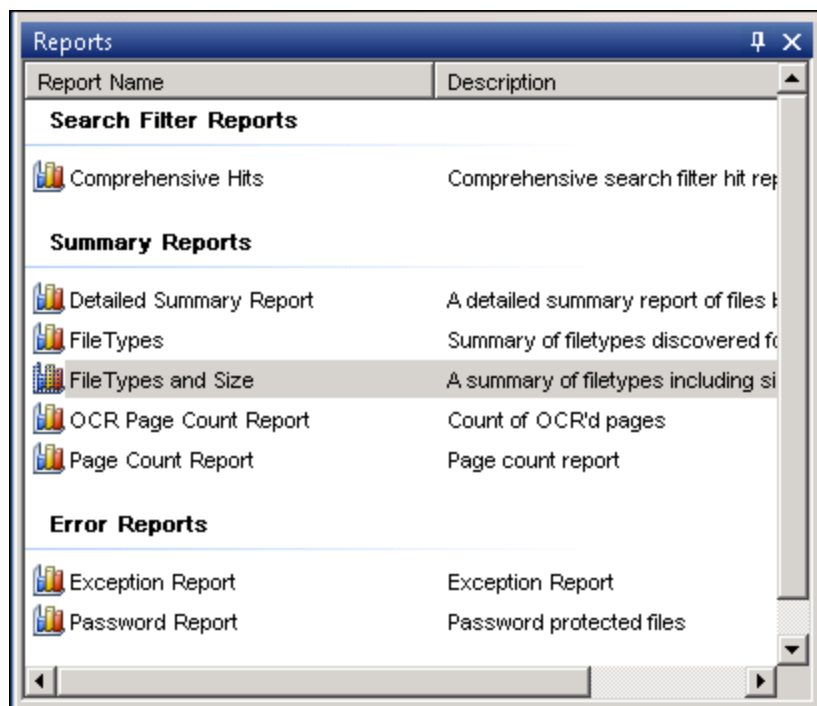 Reports
Report Name Description
Search Filter Reports
Comprehensive Hits Comprehensive search filter hit
Summary Reports
Detailed Summary Report A detailed summary report of files
FileTypes Summary of filetypes discovered
FileTypes and Size A summary of filetypes including
OCR Page Count Report Count of OCR'd pages
Page Count Report Page count report
Error Reports
Exception Report Exception Report
Password Report Password protected files